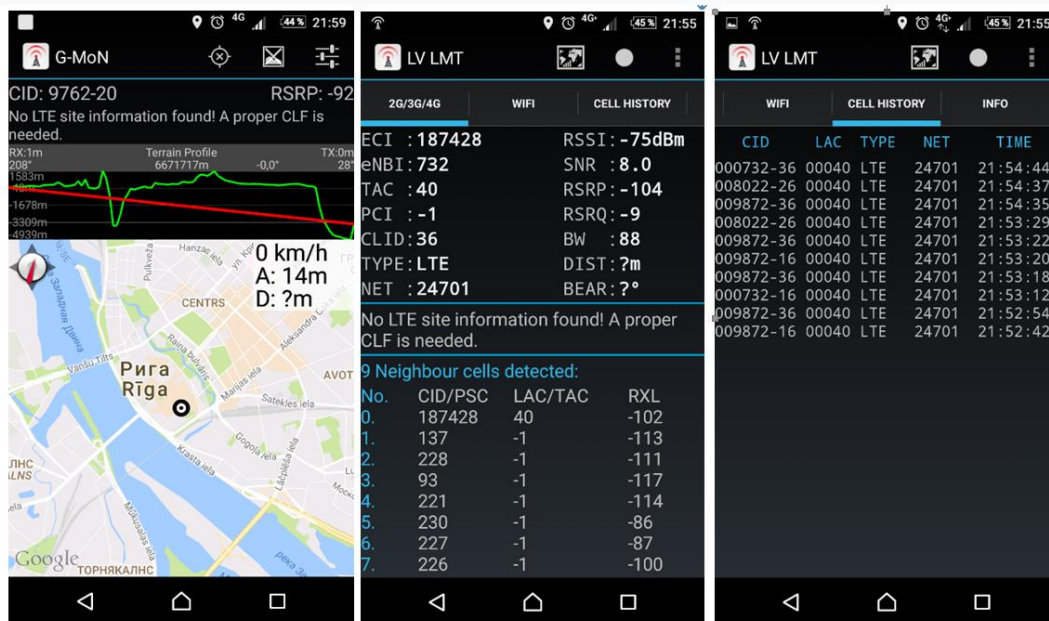 4G 44% 21:59
G-MoN
CID: 9762-20 RSRP: -92
No LTE site information found! A proper CLF is
needed.
RX:1m Terrain Profile TX:0m
208° 6671717m -0,0° 28°
1583m
-1678m
-3309m
-4939m
0 km/h
A: 14m
D: ?m
Hanzas iela
Pulkveža
CENTRS
Aleksandra
Raiņa bulvāris
Vanšu Tilts
Marijas iela
AVOT
Рига
Rīga
Satekles iela
Gogoļa iela
Krasta iela
Lāčplēša iela
Mūkusalas iela
Google
ТОРНЯКАЛНС
4G+ 45% 21:55
LV LMT
2G/3G/4G WIFI CELL HISTORY
ECI :187428 RSSI:-75dBm
eNBI:732 SNR :8.0
TAC :40 RSRP:-104
PCI :-1 RSRQ:-9
CLID:36 BW :88
TYPE:LTE DIST:?m
NET :24701 BEAR:?°
No LTE site information found! A proper
CLF is needed.
9 Neighbour cells detected:
No. CID/PSC LAC/TAC RXL
0. 187428 40 -102
1. 137 -1 -113
2. 228 -1 -111
3. 93 -1 -117
4. 221 -1 -114
5. 230 -1 -86
6. 227 -1 -87
7. 226 -1 -100
4G+ 45% 21:55
LV LMT
WIFI CELL HISTORY INFO
CID LAC TYPE NET TIME
000732-36 00040 LTE 24701 21:54:44
008022-26 00040 LTE 24701 21:54:37
009872-36 00040 LTE 24701 21:54:35
008022-26 00040 LTE 24701 21:53:29
009872-36 00040 LTE 24701 21:53:22
009872-16 00040 LTE 24701 21:53:20
009872-36 00040 LTE 24701 21:53:18
000732-16 00040 LTE 24701 21:53:12
009872-36 00040 LTE 24701 21:52:54
009872-16 00040 LTE 24701 21:52:42